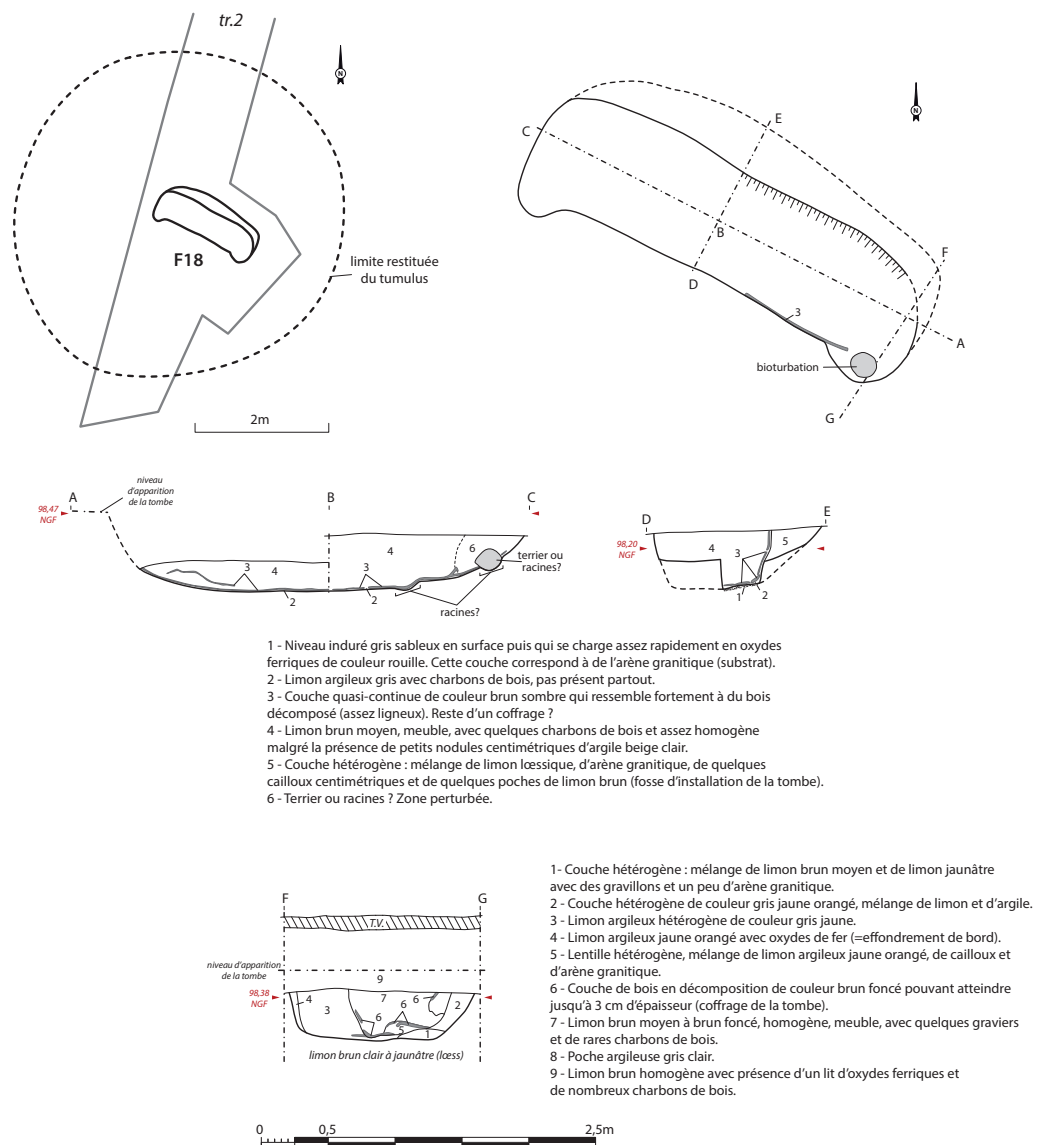 tr.2
N
F18
limite restituée
du tumulus
2m
N
C
E
B
D
F
3
A
bioturbation
G
A
niveau
d'apparition
de la tombe
B
C
98,47
NGF
4
6
terrier ou
racines?
3
4
3
2
2
racines?
D
E
98,20
NGF
4
3
5
1
2
1 - Niveau induré gris sableux en surface puis qui se charge assez rapidement en oxydes
ferriques de couleur rouille. Cette couche correspond à de l'arène granitique (substrat).
2 - Limon argileux gris avec charbons de bois, pas présent partout.
3 - Couche quasi-continue de couleur brun sombre qui ressemble fortement à du bois
décomposé (assez ligneux). Reste d'un coffrage ?
4 - Limon brun moyen, meuble, avec quelques charbons de bois et assez homogène
malgré la présence de petits nodules centimétriques d'argile beige clair.
5 - Couche hétérogène : mélange de limon lœssique, d'arène granitique, de quelques
cailloux centimétriques et de quelques poches de limon brun (fosse d'installation de la tombe).
6 - Terrier ou racines ? Zone perturbée.
F
G
T.V.
niveau d'apparition
de la tombe
9
98,38
NGF
4
3
7
6
6
6
2
5
1
limon brun clair à jaunâtre (lœss)
1- Couche hétérogène : mélange de limon brun moyen et de limon jaunâtre
avec des gravillons et un peu d'arène granitique.
2 - Couche hétérogène de couleur gris jaune orangé, mélange de limon et d'argile.
3 - Limon argileux hétérogène de couleur gris jaune.
4 - Limon argileux jaune orangé avec oxydes de fer (=effondrement de bord).
5 - Lentille hétérogène, mélange de limon argileux jaune orangé, de cailloux et
d'arène granitique.
6 - Couche de bois en décomposition de couleur brun foncé pouvant atteindre
jusqu'à 3 cm d'épaisseur (coffrage de la tombe).
7 - Limon brun moyen à brun foncé, homogène, meuble, avec quelques graviers
et de rares charbons de bois.
8 - Poche argileuse gris clair.
9 - Limon brun homogène avec présence d'un lit d'oxydes ferriques et
de nombreux charbons de bois.
0
0,5
2,5m